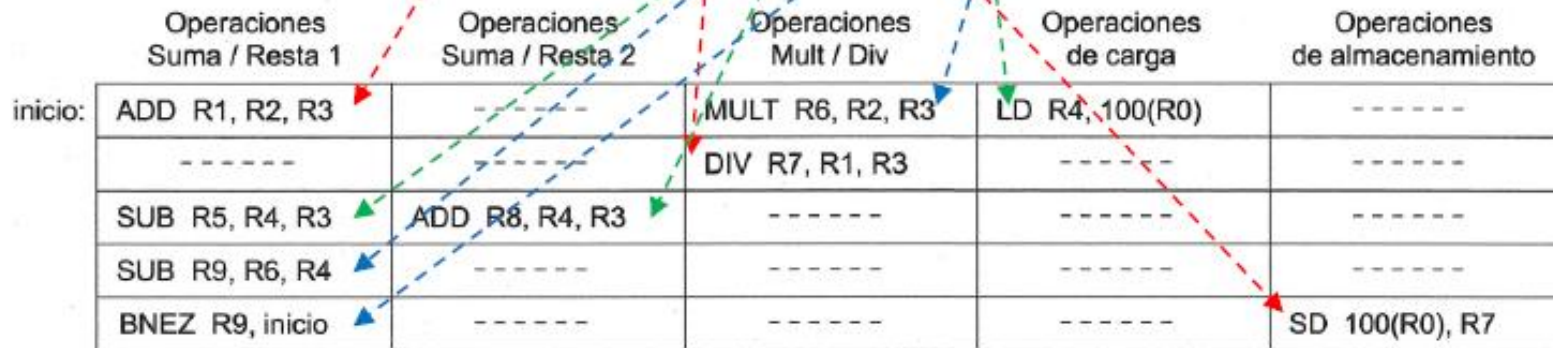 Operaciones Suma / Resta 1
Operaciones Suma / Resta 2
Operaciones Mult / Div
Operaciones de carga
Operaciones de almacenamiento
inicio: ADD R1, R2, R3 ------ MULT R6, R2, R3 LD R4, 100(R0) ------
------ ------ DIV R7, R1, R3 ------ ------
SUB R5, R4, R3 ADD R8, R4, R3 ------ ------ ------
SUB R9, R6, R4 ------ ------ ------ ------
BNEZ R9, inicio ------ ------ ------ SD 100(R0), R7